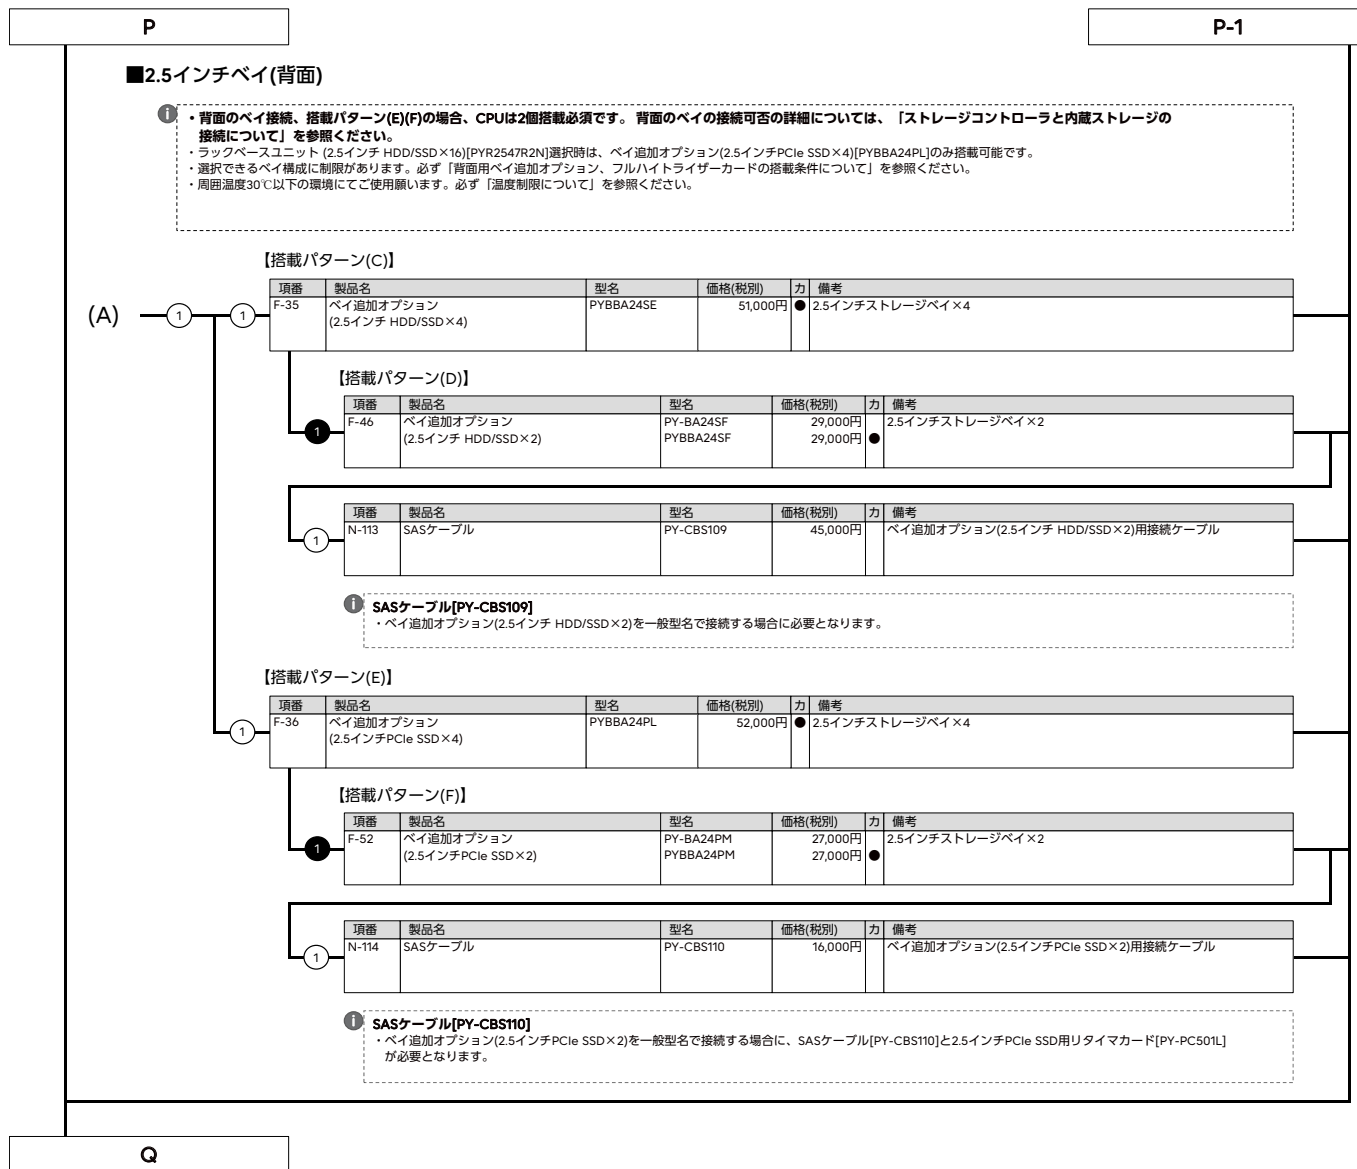 P
P-1
■2.5インチベイ(背面)
・背面のベイ接続、搭載パターン(E)(F)の場合、CPUは2個搭載必須です。 背面のベイの接続可否の詳細については、「ストレージコントローラと内蔵ストレージの
接続について」を参照ください。
・ラックベースユニット (2.5インチ HDD/SSD×16)[PYR2547R2N]選択時は、ベイ追加オプション(2.5インチPCIe SSD×4)[PYBBA24PL]のみ搭載可能です。
・選択できるベイ構成に制限があります。必ず「背面用ベイ追加オプション、フルハイトライザーカードの搭載条件について」を参照ください。
・周囲温度30℃以下の環境にてご使用願います。必ず「温度制限について」を参照ください。
【搭載パターン(C)】
項番 製品名 型名 価格(税別) カ 備考
(A) 1 1 F-35 ベイ追加オプション PYBBA24SE 51,000円 ● 2.5インチストレージベイ×4
(2.5インチ HDD/SSD×4)
【搭載パターン(D)】
項番 製品名 型名 価格(税別) カ 備考
1 F-46 ベイ追加オプション PY-BA24SF 29,000円 2.5インチストレージベイ×2
(2.5インチ HDD/SSD×2) PYBBA24SF 29,000円 ●
項番 製品名 型名 価格(税別) カ 備考
1 N-113 SASケーブル PY-CBS109 45,000円 ベイ追加オプション(2.5インチ HDD/SSD×2)用接続ケーブル
SASケーブル[PY-CBS109]
・ベイ追加オプション(2.5インチ HDD/SSD×2)を一般型名で接続する場合に必要となります。
【搭載パターン(E)】
項番 製品名 型名 価格(税別) カ 備考
1 F-36 ベイ追加オプション PYBBA24PL 52,000円 ● 2.5インチストレージベイ×4
(2.5インチPCIe SSD×4)
【搭載パターン(F)】
項番 製品名 型名 価格(税別) カ 備考
1 F-52 ベイ追加オプション PY-BA24PM 27,000円 2.5インチストレージベイ×2
(2.5インチPCIe SSD×2) PYBBA24PM 27,000円 ●
項番 製品名 型名 価格(税別) カ 備考
1 N-114 SASケーブル PY-CBS110 16,000円 ベイ追加オプション(2.5インチPCIe SSD×2)用接続ケーブル
SASケーブル[PY-CBS110]
・ベイ追加オプション(2.5インチPCIe SSD×2)を一般型名で接続する場合に、SASケーブル[PY-CBS110]と2.5インチPCIe SSD用リタイマカード[PY-PC501L]
が必要となります。
Q